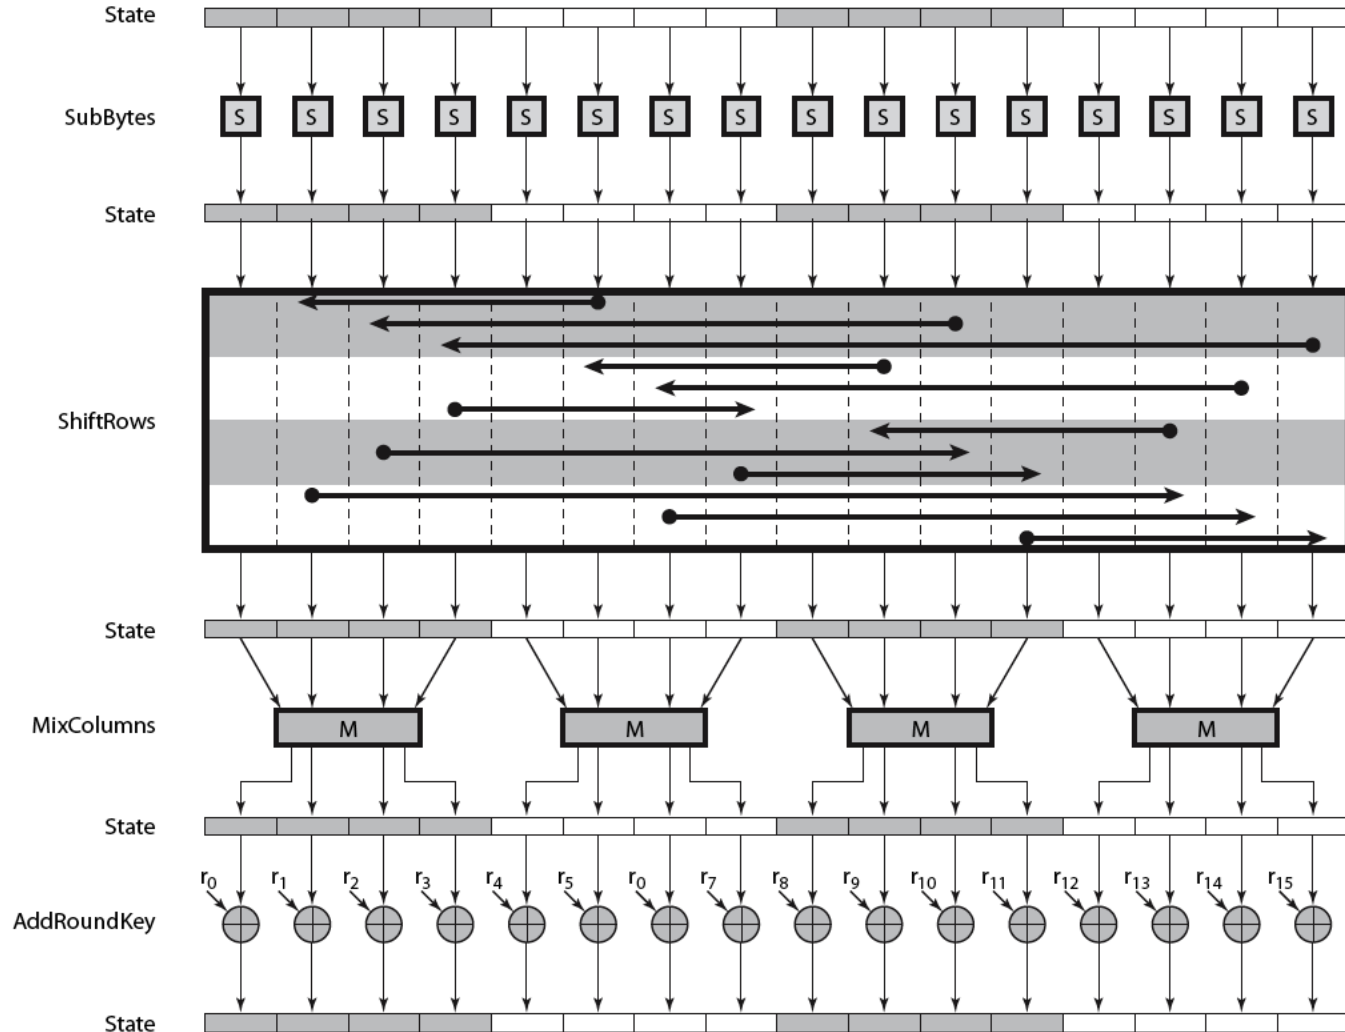 State
SubBytes S S S S S S S S S S S S S S S S
State
ShiftRows
State
MixColumns M M M M
State
r0 r1 r2 r3 r4 r5 r0 r7 r8 r9 r10 r11 r12 r13 r14 r15
AddRoundKey
State